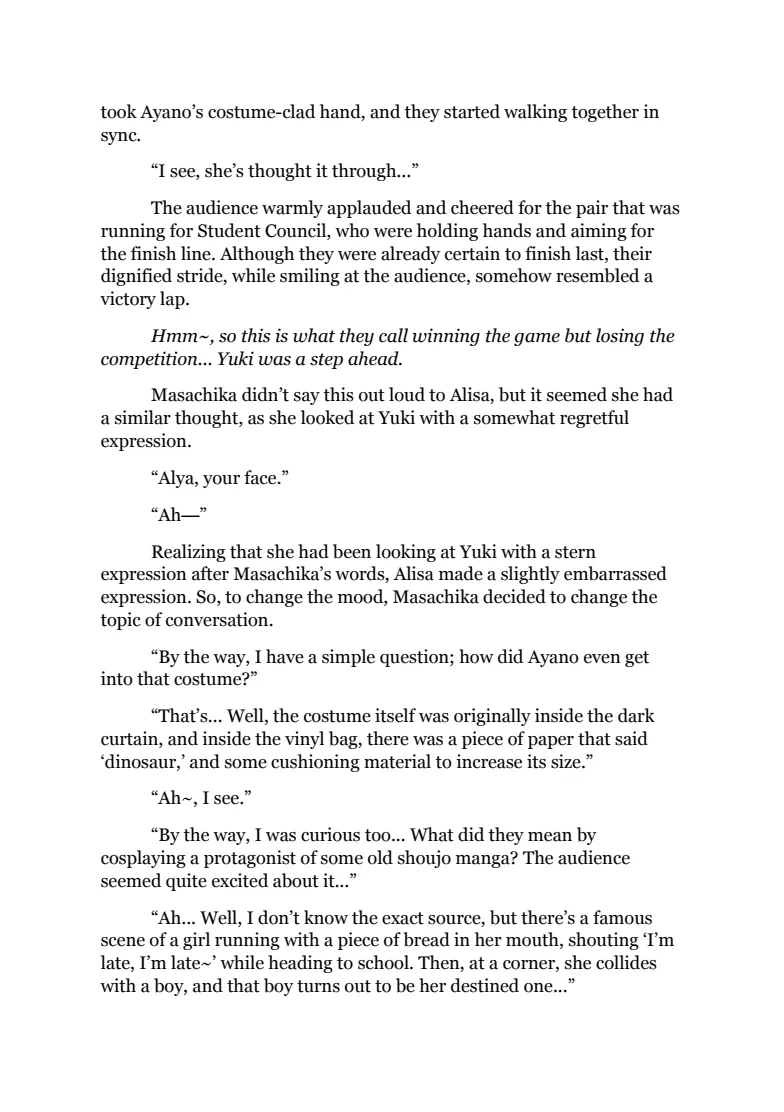 took Ayano’s costume-clad hand, and they started walking together in
sync.
“I see, she’s thought it through...”
The audience warmly applauded and cheered for the pair that was
running for Student Council, who were holding hands and aiming for
the finish line. Although they were already certain to finish last, their
dignified stride, while smiling at the audience, somehow resembled a
victory lap.
Hmm~, so this is what they call winning the game but losing the
competition... Yuki was a step ahead.
Masachika didn’t say this out loud to Alisa, but it seemed she had
a similar thought, as she looked at Yuki with a somewhat regretful
expression.
“Alya, your face.”
“Ah—”
Realizing that she had been looking at Yuki with a stern
expression after Masachika’s words, Alisa made a slightly embarrassed
expression. So, to change the mood, Masachika decided to change the
topic of conversation.
“By the way, I have a simple question; how did Ayano even get
into that costume?”
“That’s... Well, the costume itself was originally inside the dark
curtain, and inside the vinyl bag, there was a piece of paper that said
‘dinosaur,’ and some cushioning material to increase its size.”
“Ah~, I see.”
“By the way, I was curious too... What did they mean by
cosplaying a protagonist of some old shoujo manga? The audience
seemed quite excited about it...”
“Ah... Well, I don’t know the exact source, but there’s a famous
scene of a girl running with a piece of bread in her mouth, shouting ‘I’m
late, I’m late~’ while heading to school. Then, at a corner, she collides
with a boy, and that boy turns out to be her destined one...”